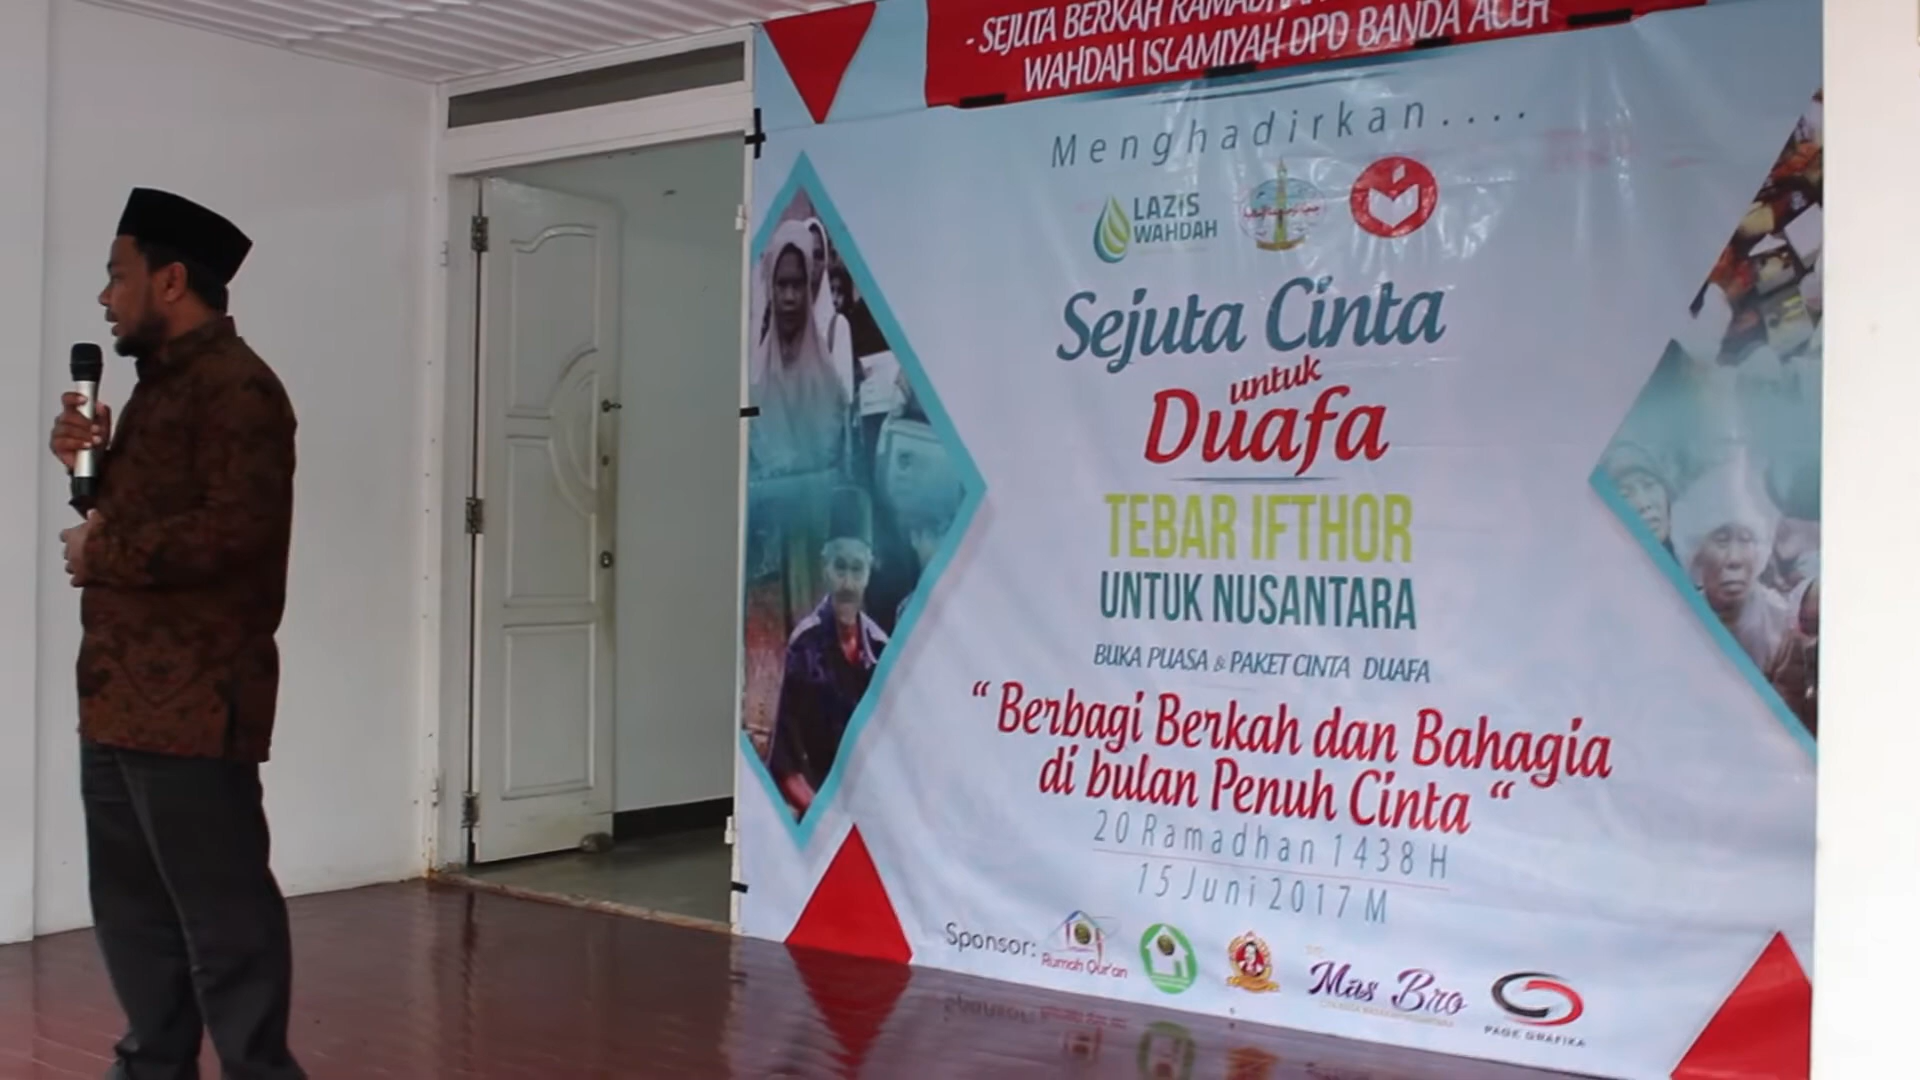 - SEJUTA BERKAH RAMADHAN
WAHDAH ISLAMIYAH DPD BANDA ACEH
Menghadirkan....
LAZIS
WAHDAH
Sejuta Cinta
untuk
Duafa
TEBAR IFTHOR
UNTUK NUSANTARA
BUKA PUASA & PAKET CINTA DUAFA
“ Berbagi Berkah dan Bahagia
di bulan Penuh Cinta “
20 Ramadhan 1438 H
15 Juni 2017 M
Sponsor:
Rumah Qur'an
Mas Bro
PAGE GRAFIKA